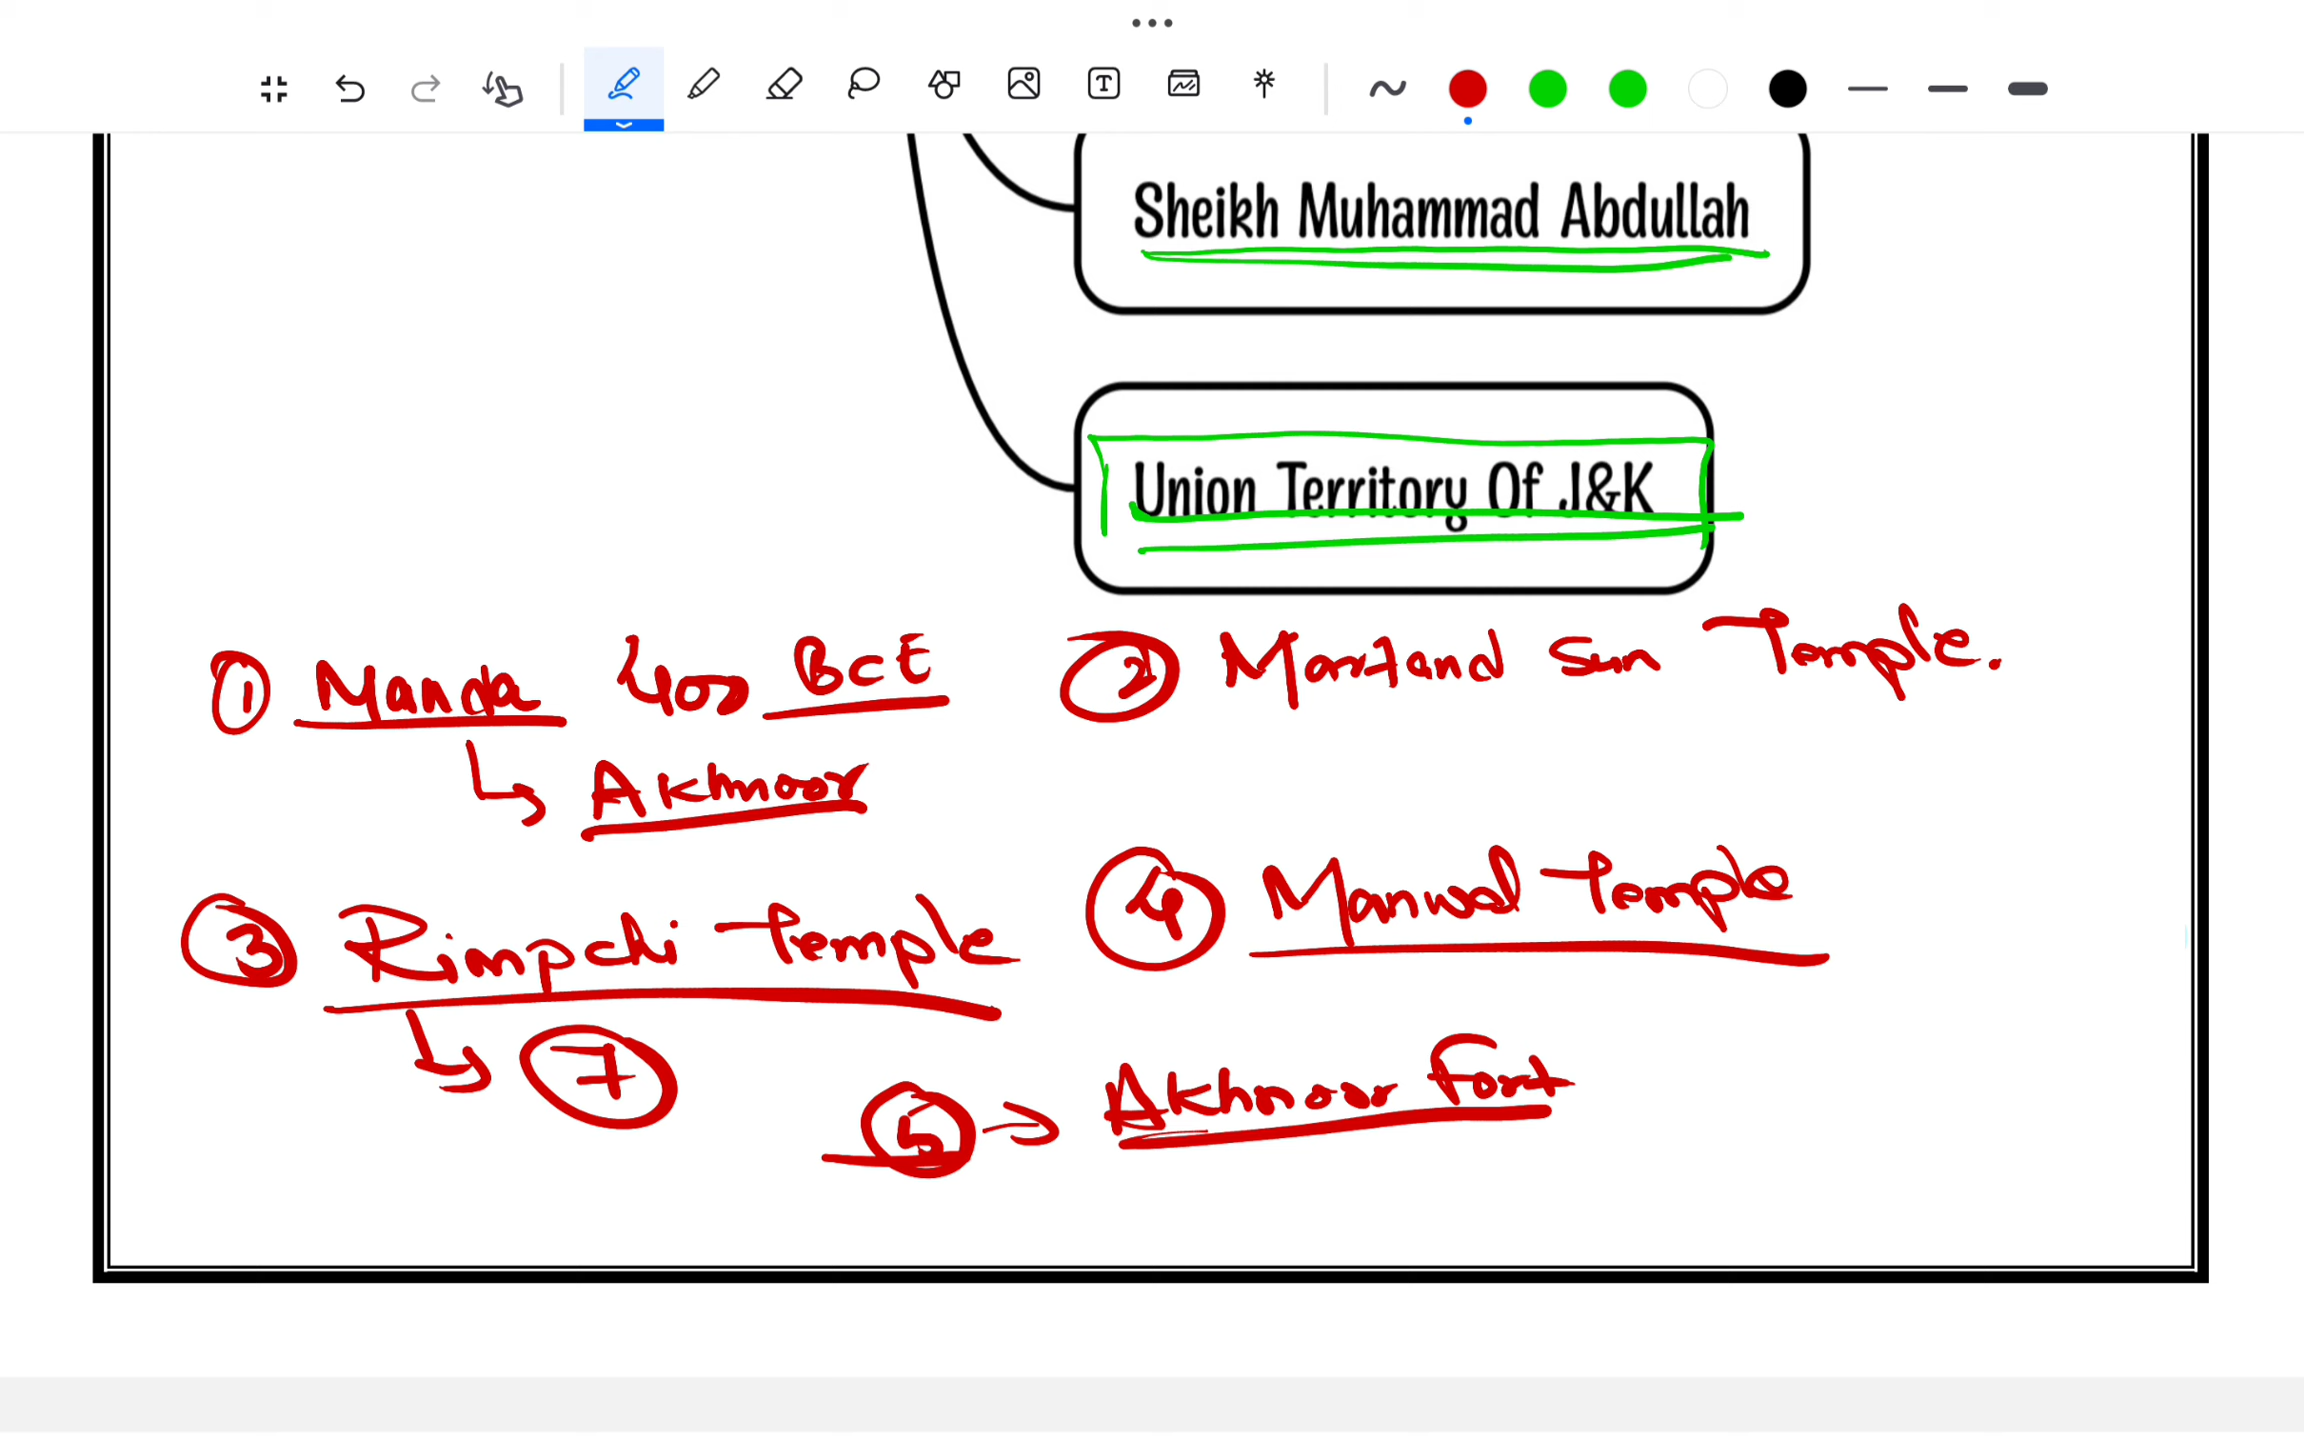 Sheikh Muhammad Abdullah
Union Territory Of J&K
① Manda 400 BCE
② Martand Sun Temple.
↳ Akhnoor
③ Rimpchi Temple
④ Manwal Temple
↳ 7
⑤ → Akhnoor Fort